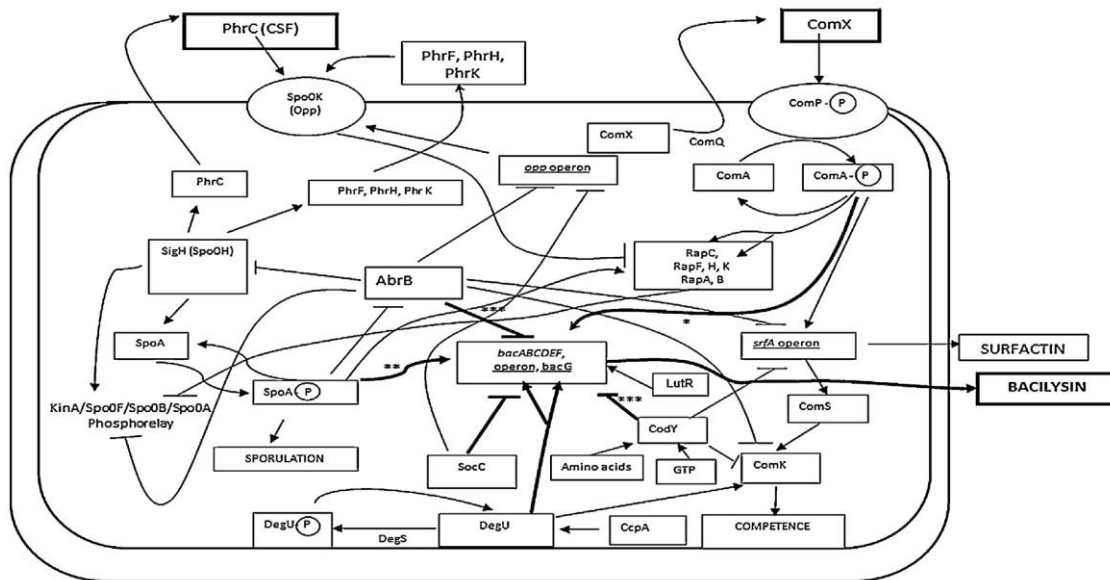 PhrC (CSF)
PhrF, PhrH,
PhrK
ComX
Spo0K
(Opp)
ComP - P
ComX
ComQ
opp operon
PhrC
PhrF, PhrH, Phr K
ComA
ComA - P
SigH (Spo0H)
AbrB
RapC,
RapF, H, K
RapA, B
***
*
SpoA
**
bacABCDEF,
operon, bacG
srfA operon
SURFACTIN
SpoA- P
LutR
BACILYSIN
KinA/Spo0F/Spo0B/Spo0A
Phosphorelay
***
ComS
CodY
SPORULATION
SocC
Amino acids
GTP
ComK
DegU- P
DegS
DegU
CcpA
COMPETENCE